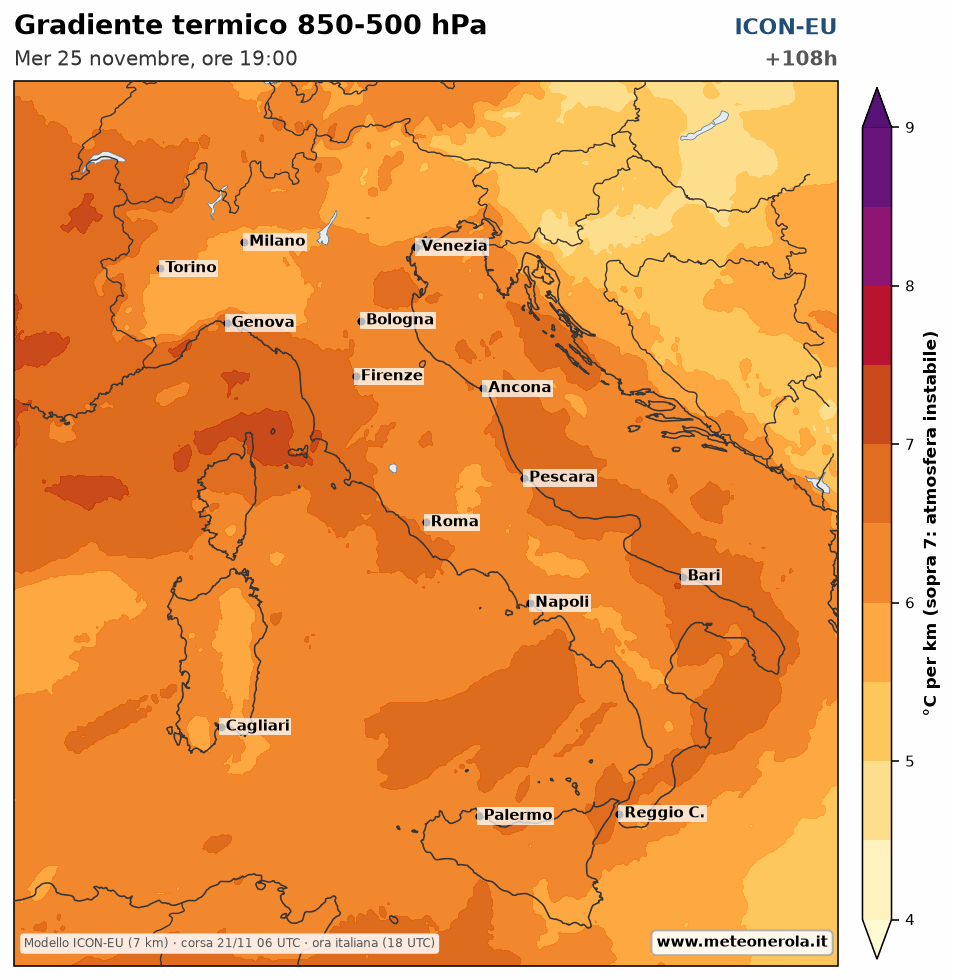 Gradiente termico 850-500 hPa
ICON-EU
Mer 25 novembre, ore 19:00
+108h
Milano
Venezia
Torino
Genova
Bologna
Firenze
Ancona
Pescara
Roma
Bari
Napoli
Cagliari
Palermo
Reggio C.
9
8
7
6
5
4
°C per km (sopra 7: atmosfera instabile)
Modello ICON-EU (7 km) · corsa 21/11 06 UTC · ora italiana (18 UTC)
www.meteonerola.it